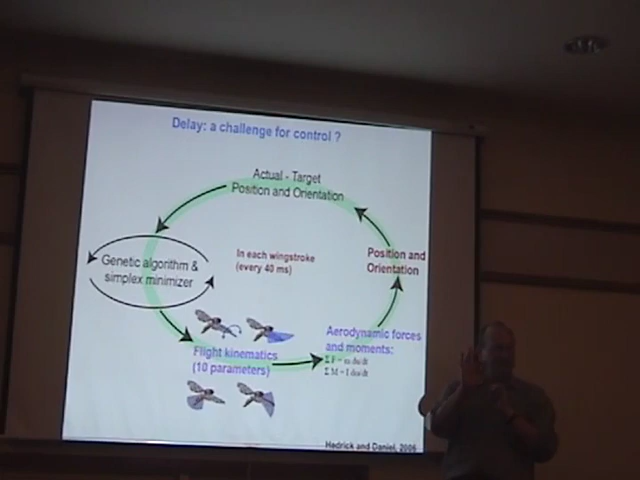 Delay: a challenge for control ?
Actual - Target
Position and Orientation
In each wingstroke
(every 40 ms)
Position and
Orientation
Genetic algorithm &
simplex minimizer
Aerodynamic forces
and moments:
Σ F = m du/dt
Σ M = I dω/dt
Flight kinematics
(10 parameters)
Hedrick and Daniel, 2006